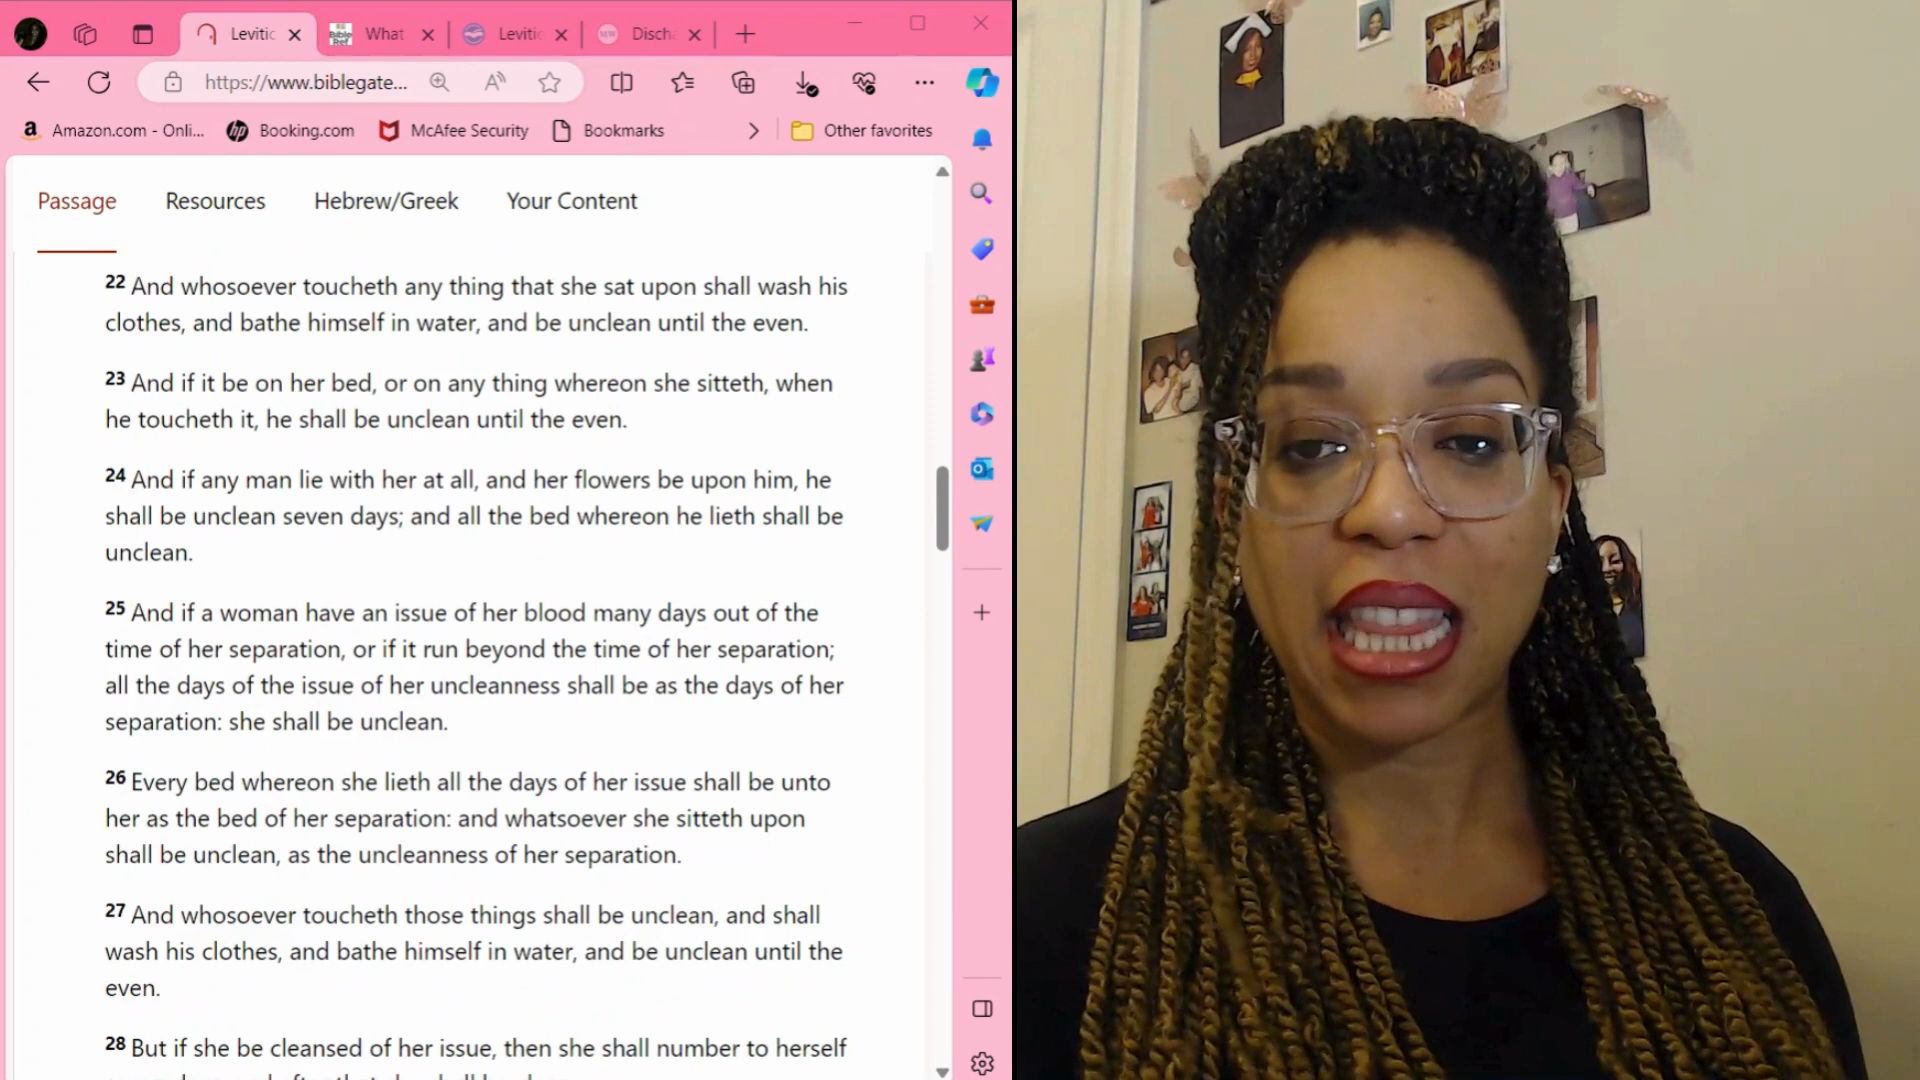 Levitic
What
Levitic
Disch
https://www.biblegate...
Amazon.com - Onli...
Booking.com
McAfee Security
Bookmarks
Other favorites
Passage
Resources
Hebrew/Greek
Your Content
22 And whosoever toucheth any thing that she sat upon shall wash his
clothes, and bathe himself in water, and be unclean until the even.
23 And if it be on her bed, or on any thing whereon she sitteth, when
he toucheth it, he shall be unclean until the even.
24 And if any man lie with her at all, and her flowers be upon him, he
shall be unclean seven days; and all the bed whereon he lieth shall be
unclean.
25 And if a woman have an issue of her blood many days out of the
time of her separation, or if it run beyond the time of her separation;
all the days of the issue of her uncleanness shall be as the days of her
separation: she shall be unclean.
26 Every bed whereon she lieth all the days of her issue shall be unto
her as the bed of her separation: and whatsoever she sitteth upon
shall be unclean, as the uncleanness of her separation.
27 And whosoever toucheth those things shall be unclean, and shall
wash his clothes, and bathe himself in water, and be unclean until the
even.
28 But if she be cleansed of her issue, then she shall number to herself